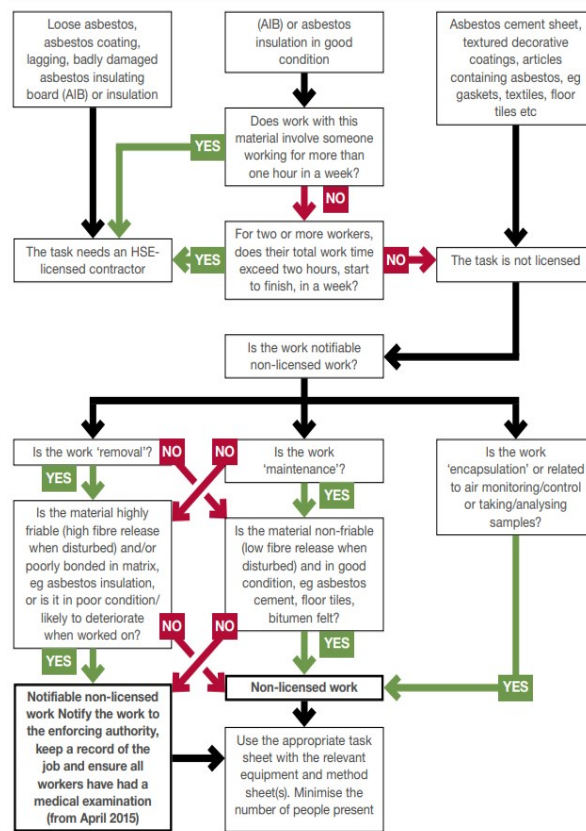 Loose asbestos,
asbestos coating,
lagging, badly damaged
asbestos insulating
board (AIB) or insulation
(AIB) or asbestos
insulation in good
condition
Asbestos cement sheet,
textured decorative
coatings, articles
containing asbestos, eg
gaskets, textiles, floor
tiles etc
Does work with this
material involve someone
working for more than
one hour in a week?
YES
NO
The task needs an HSE-
licensed contractor
YES
For two or more workers,
does their total work time
exceed two hours, start
to finish, in a week?
NO
The task is not licensed
Is the work notifiable
non-licensed work?
Is the work ‘removal’?
NO
YES
NO
Is the work
‘maintenance’?
YES
Is the work
‘encapsulation’ or related
to air monitoring/control
or taking/analysing
samples?
Is the material highly
friable (high fibre release
when disturbed) and/or
poorly bonded in matrix,
eg asbestos insulation,
or is it in poor condition/
likely to deteriorate
when worked on?
NO
YES
Is the material non-friable
(low fibre release when
disturbed) and in good
condition, eg asbestos
cement, floor tiles,
bitumen felt?
NO
YES
YES
Notifiable non-licensed
work Notify the work to
the enforcing authority,
keep a record of the
job and ensure all
workers have had a
medical examination
(from April 2015)
Non-licensed work
Use the appropriate task
sheet with the relevant
equipment and method
sheet(s). Minimise the
number of people present